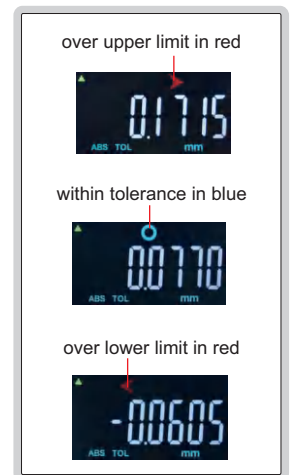 over upper limit in red
0.1715
ABS TOL mm
within tolerance in blue
0.0770
ABS TOL mm
over lower limit in red
-0.0605
ABS TOL mm